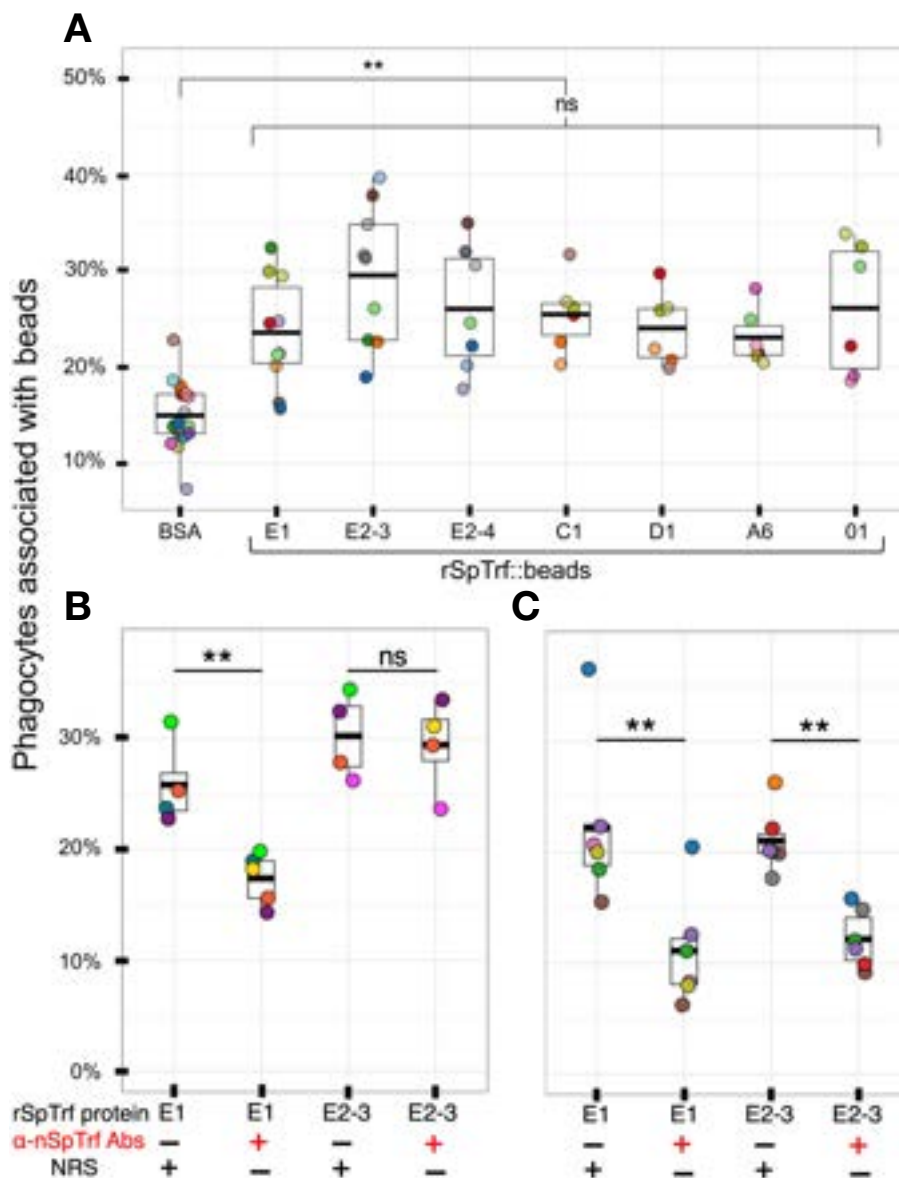 A
50%
**
ns
40%
30%
20%
10%
BSA E1 E2-3 E2-4 C1 D1 A6 01
rSpTrf::beads
Phagocytes associated with beads
B
C
** ns
** **
30%
20%
10%
0%
rSpTrf protein E1 E1 E2-3 E2-3 E1 E1 E2-3 E2-3
α-nSpTrf Abs − + − + − + − +
NRS + − + − + − + −